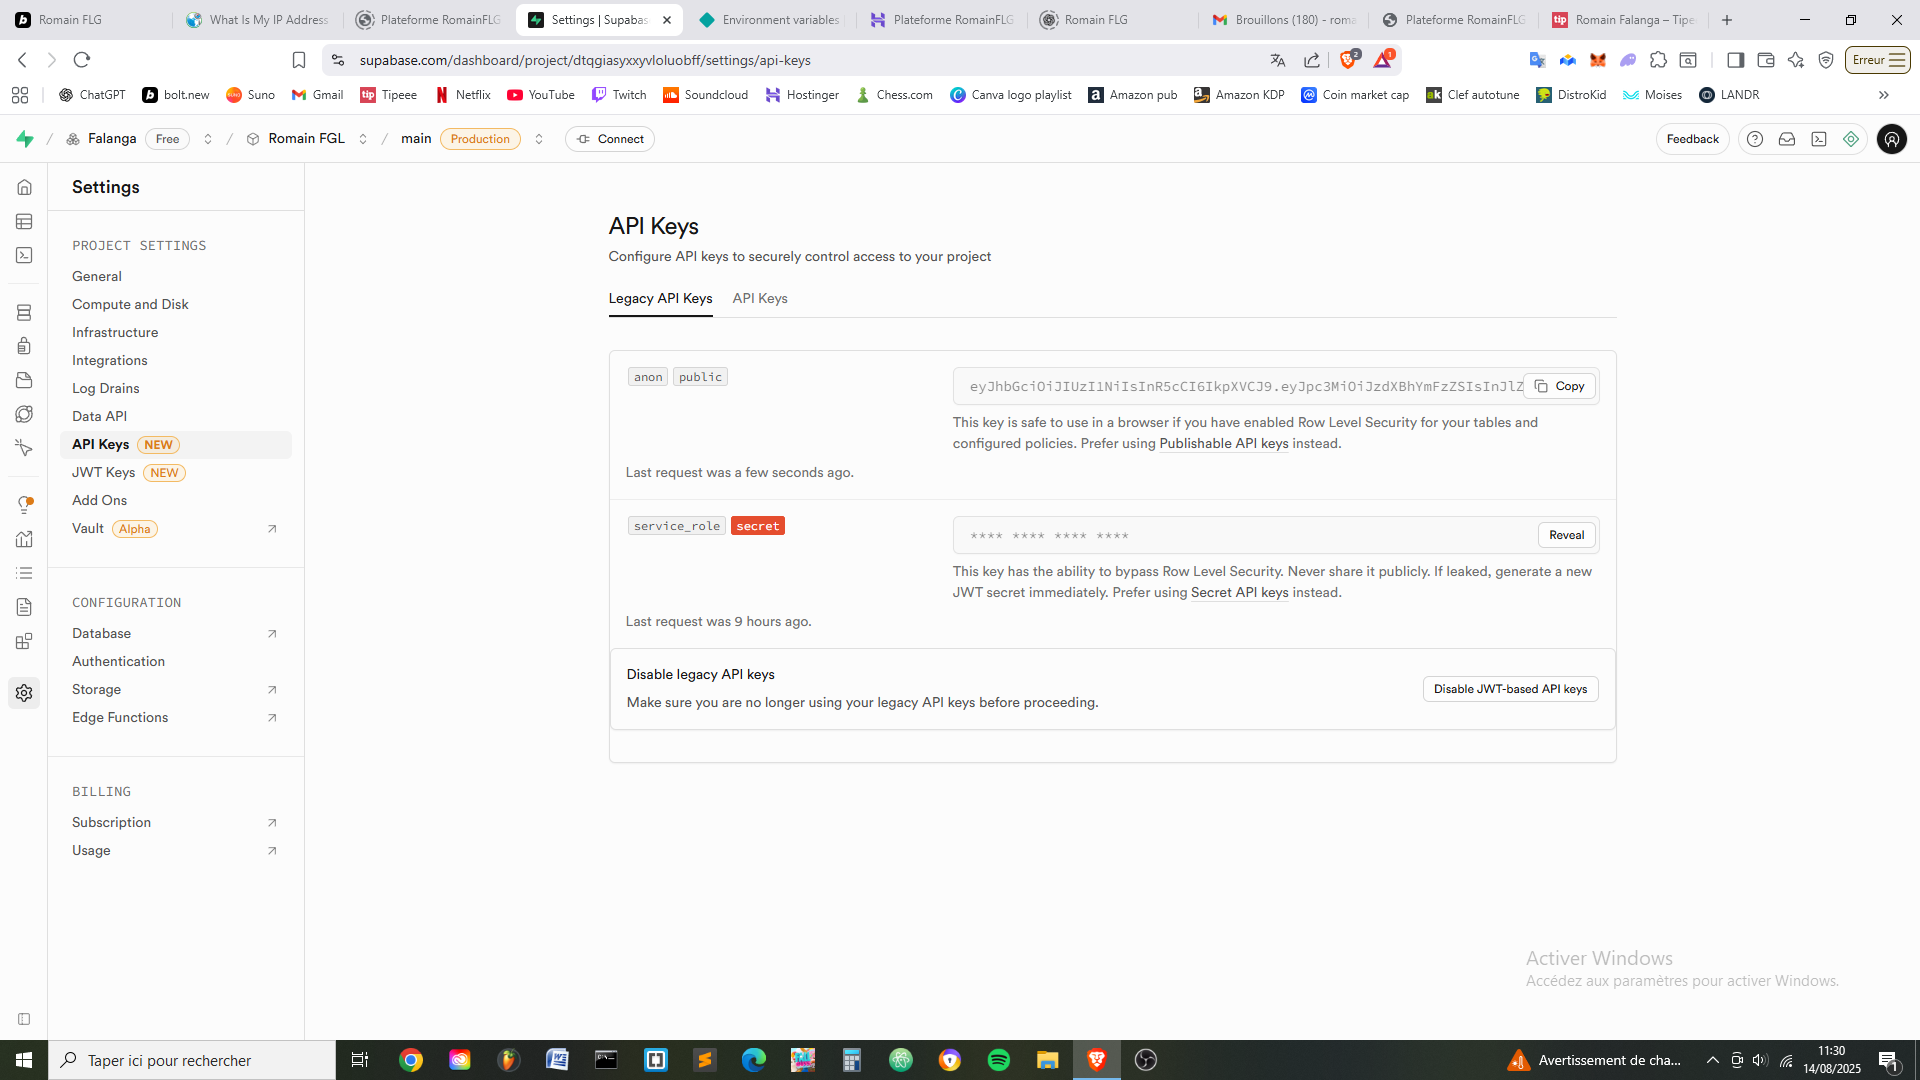 Romain FLG
What Is My IP Address
Plateforme RomainFLG
Settings | Supabas
Environment variables
Plateforme RomainFLG
Romain FLG
Brouillons (180) - roma
Plateforme RomainFLG
Romain Falanga – Tipe
supabase.com/dashboard/project/dtqgiasyxxyvloluobff/settings/api-keys
2
1
Erreur
ChatGPT
bolt.new
Suno
Gmail
tip Tipeee
Netflix
YouTube
Twitch
Soundcloud
Hostinger
Chess.com
Canva logo playlist
Amazon pub
Amazon KDP
Coin market cap
ak Clef autotune
DistroKid
Moises
LANDR
Falanga Free / Romain FGL / main Production
Connect
Feedback
Settings
PROJECT SETTINGS
General
Compute and Disk
Infrastructure
Integrations
Log Drains
Data API
API Keys NEW
JWT Keys NEW
Add Ons
Vault Alpha
CONFIGURATION
Database
Authentication
Storage
Edge Functions
BILLING
Subscription
Usage
API Keys
Configure API keys to securely control access to your project
Legacy API Keys API Keys
anon public
eyJhbGciOiJIUzI1NiIsInR5cCI6IkpXVCJ9.eyJpc3MiOiJzdXBhYmFzZSIsInJlZ
Copy
This key is safe to use in a browser if you have enabled Row Level Security for your tables and
configured policies. Prefer using Publishable API keys instead.
Last request was a few seconds ago.
service_role secret
**** **** **** ****
Reveal
This key has the ability to bypass Row Level Security. Never share it publicly. If leaked, generate a new
JWT secret immediately. Prefer using Secret API keys instead.
Last request was 9 hours ago.
Disable legacy API keys
Make sure you are no longer using your legacy API keys before proceeding.
Disable JWT-based API keys
Activer Windows
Accédez aux paramètres pour activer Windows.
Taper ici pour rechercher
Avertissement de cha...
11:30
14/08/2025
1